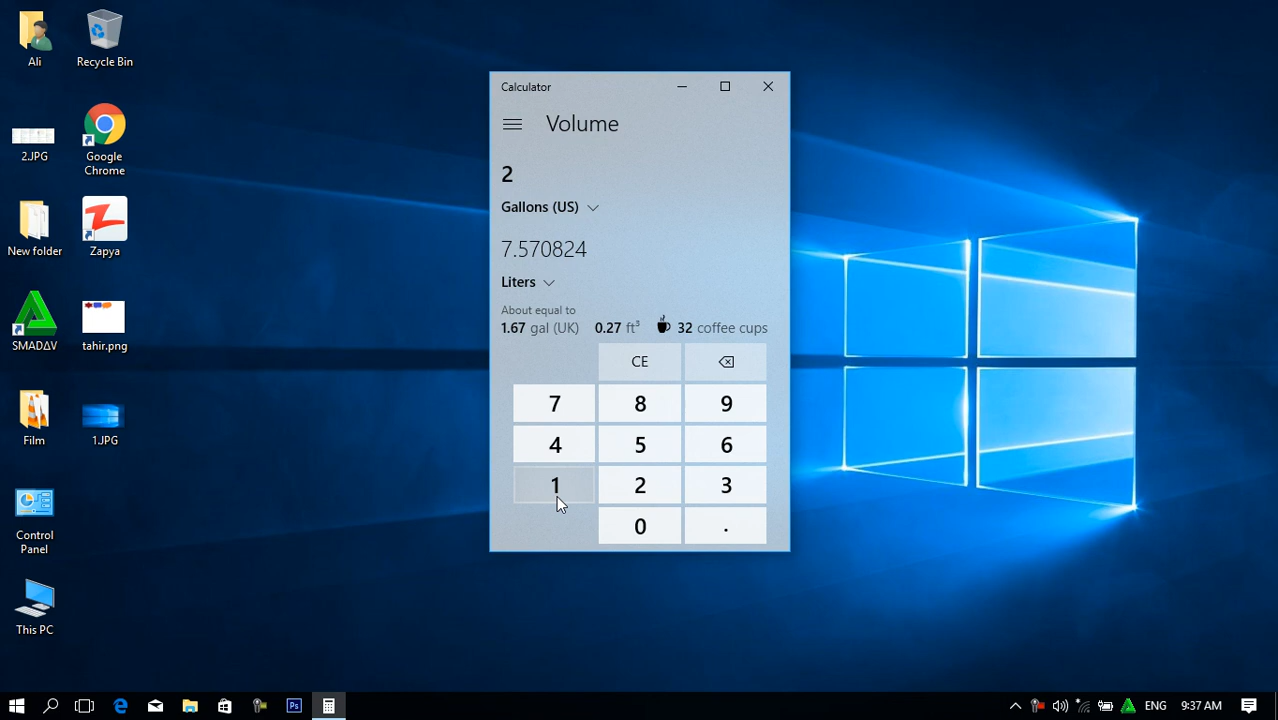 Ali
Recycle Bin
2.JPG
Google
Chrome
New folder
Zapya
SMADΔV
tahir.png
Film
1.JPG
Control
Panel
This PC
Calculator
Volume
2
Gallons (US)
7.570824
Liters
About equal to
1.67 gal (UK) 0.27 ft³ 32 coffee cups
CE
7 8 9
4 5 6
1 2 3
0 .
Ps
ENG 9:37 AM